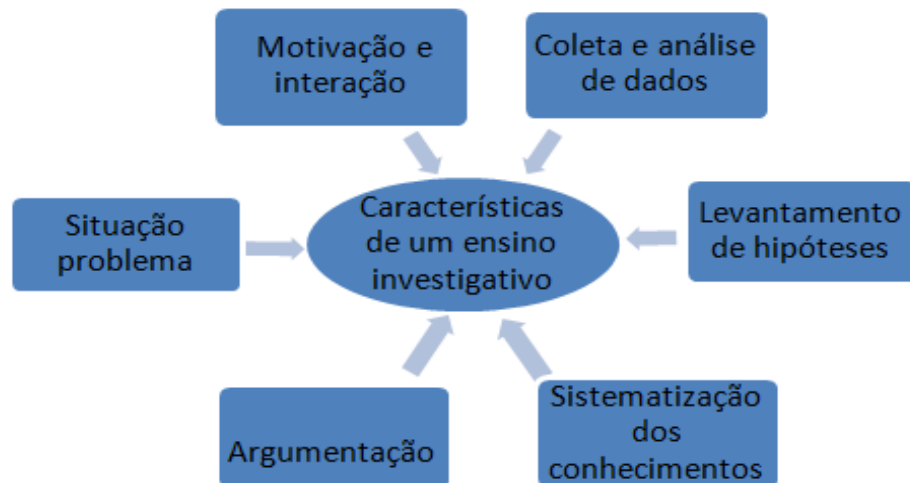 Motivação e
interação
Coleta e análise
de dados
Situação
problema
Características
de um ensino
investigativo
Levantamento
de hipóteses
Argumentação
Sistematização
dos
conhecimentos